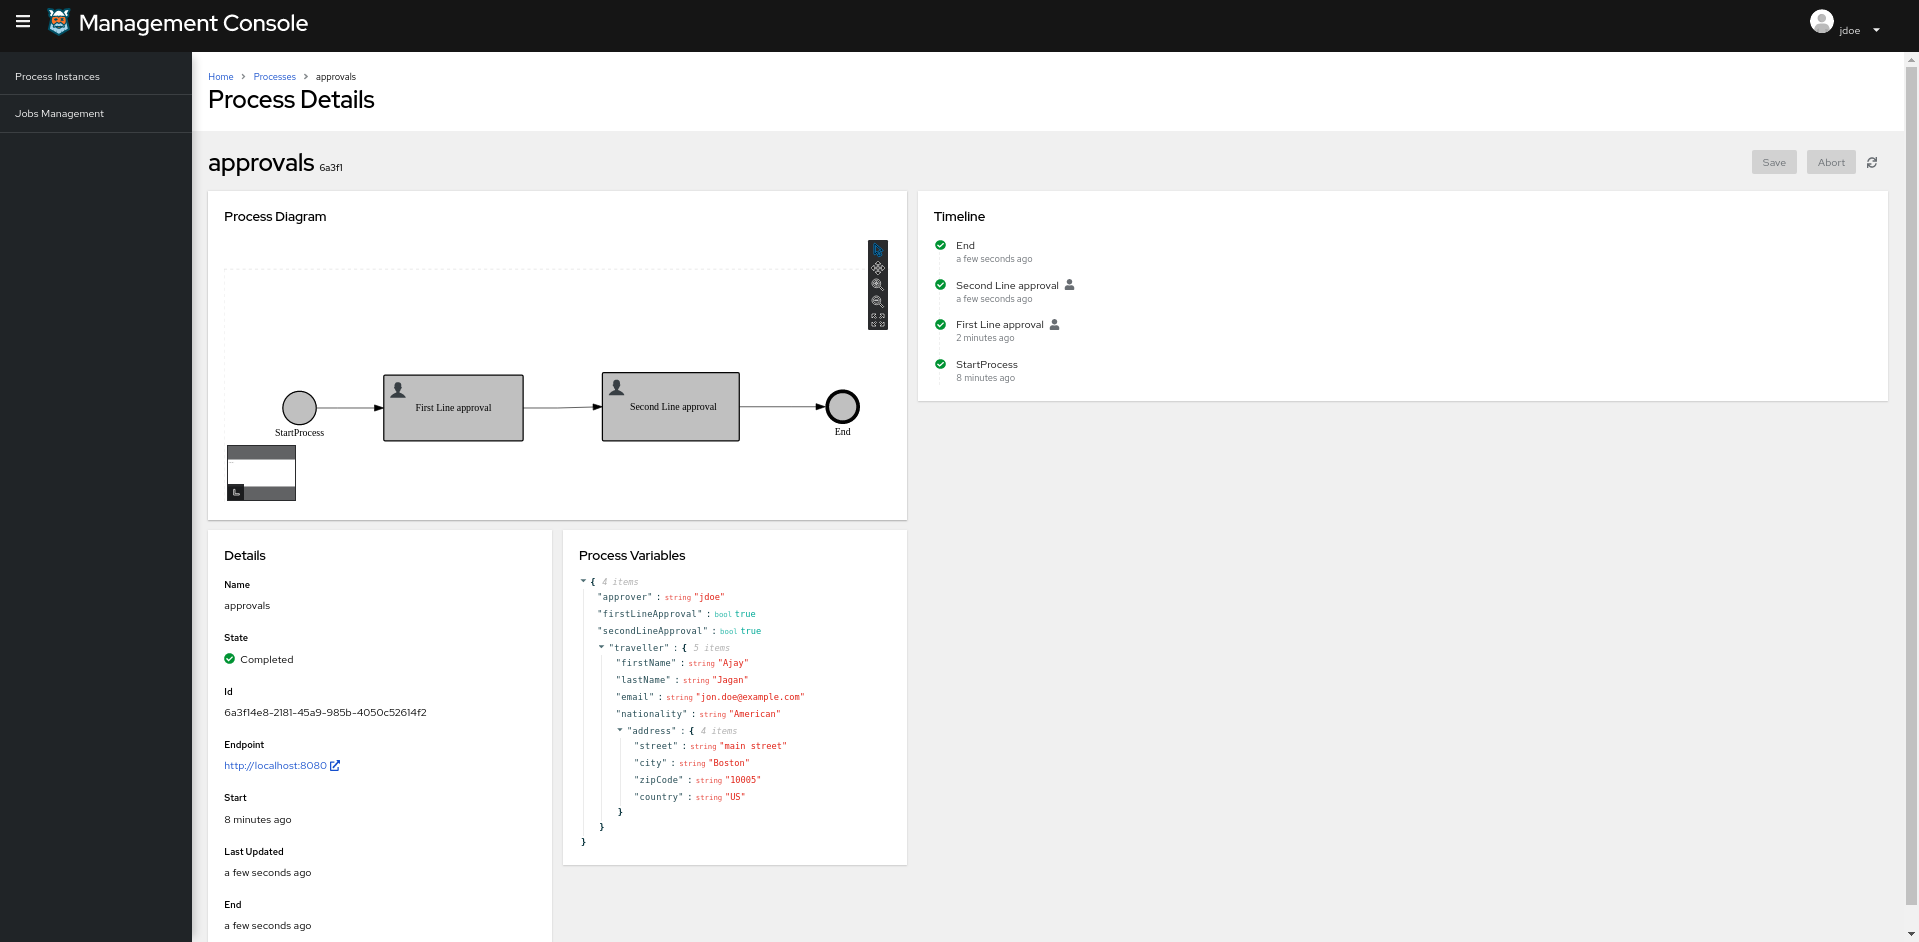 Management Console
jdoe
Process Instances
Jobs Management
Home > Processes > approvals
Process Details
approvals 6a3f1
Save
Abort
Process Diagram
StartProcess
First Line approval
Second Line approval
End
Timeline
End
a few seconds ago
Second Line approval
a few seconds ago
First Line approval
2 minutes ago
StartProcess
8 minutes ago
Details
Name
approvals
State
Completed
Id
6a3f14e8-2181-45a9-985b-4050c52614f2
Endpoint
http://localhost:8080
Start
8 minutes ago
Last Updated
a few seconds ago
End
a few seconds ago
Process Variables
{ 4 items
"approver" : string "jdoe"
"firstLineApproval" : bool true
"secondLineApproval" : bool true
"traveller" : { 5 items
"firstName" : string "Ajay"
"lastName" : string "Jagan"
"email" : string "jon.doe@example.com"
"nationality" : string "American"
"address" : { 4 items
"street" : string "main street"
"city" : string "Boston"
"zipCode" : string "10005"
"country" : string "US"
}
}
}